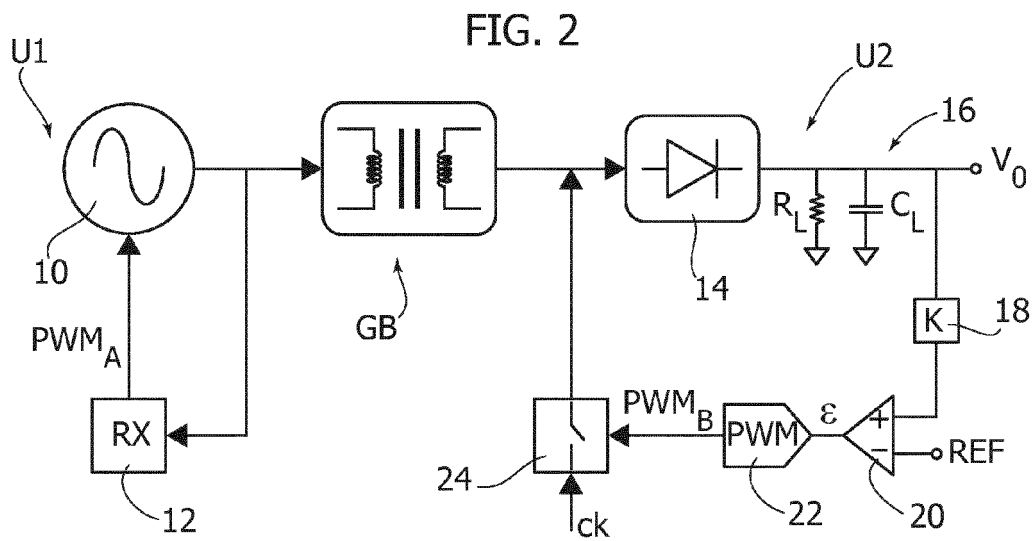 FIG. 2
U1
U2
16
V0
10
RL
CL
14
GB
18
K
PWMA
PWMB
ε
+
−
REF
RX
PWM
24
12
22
20
ck